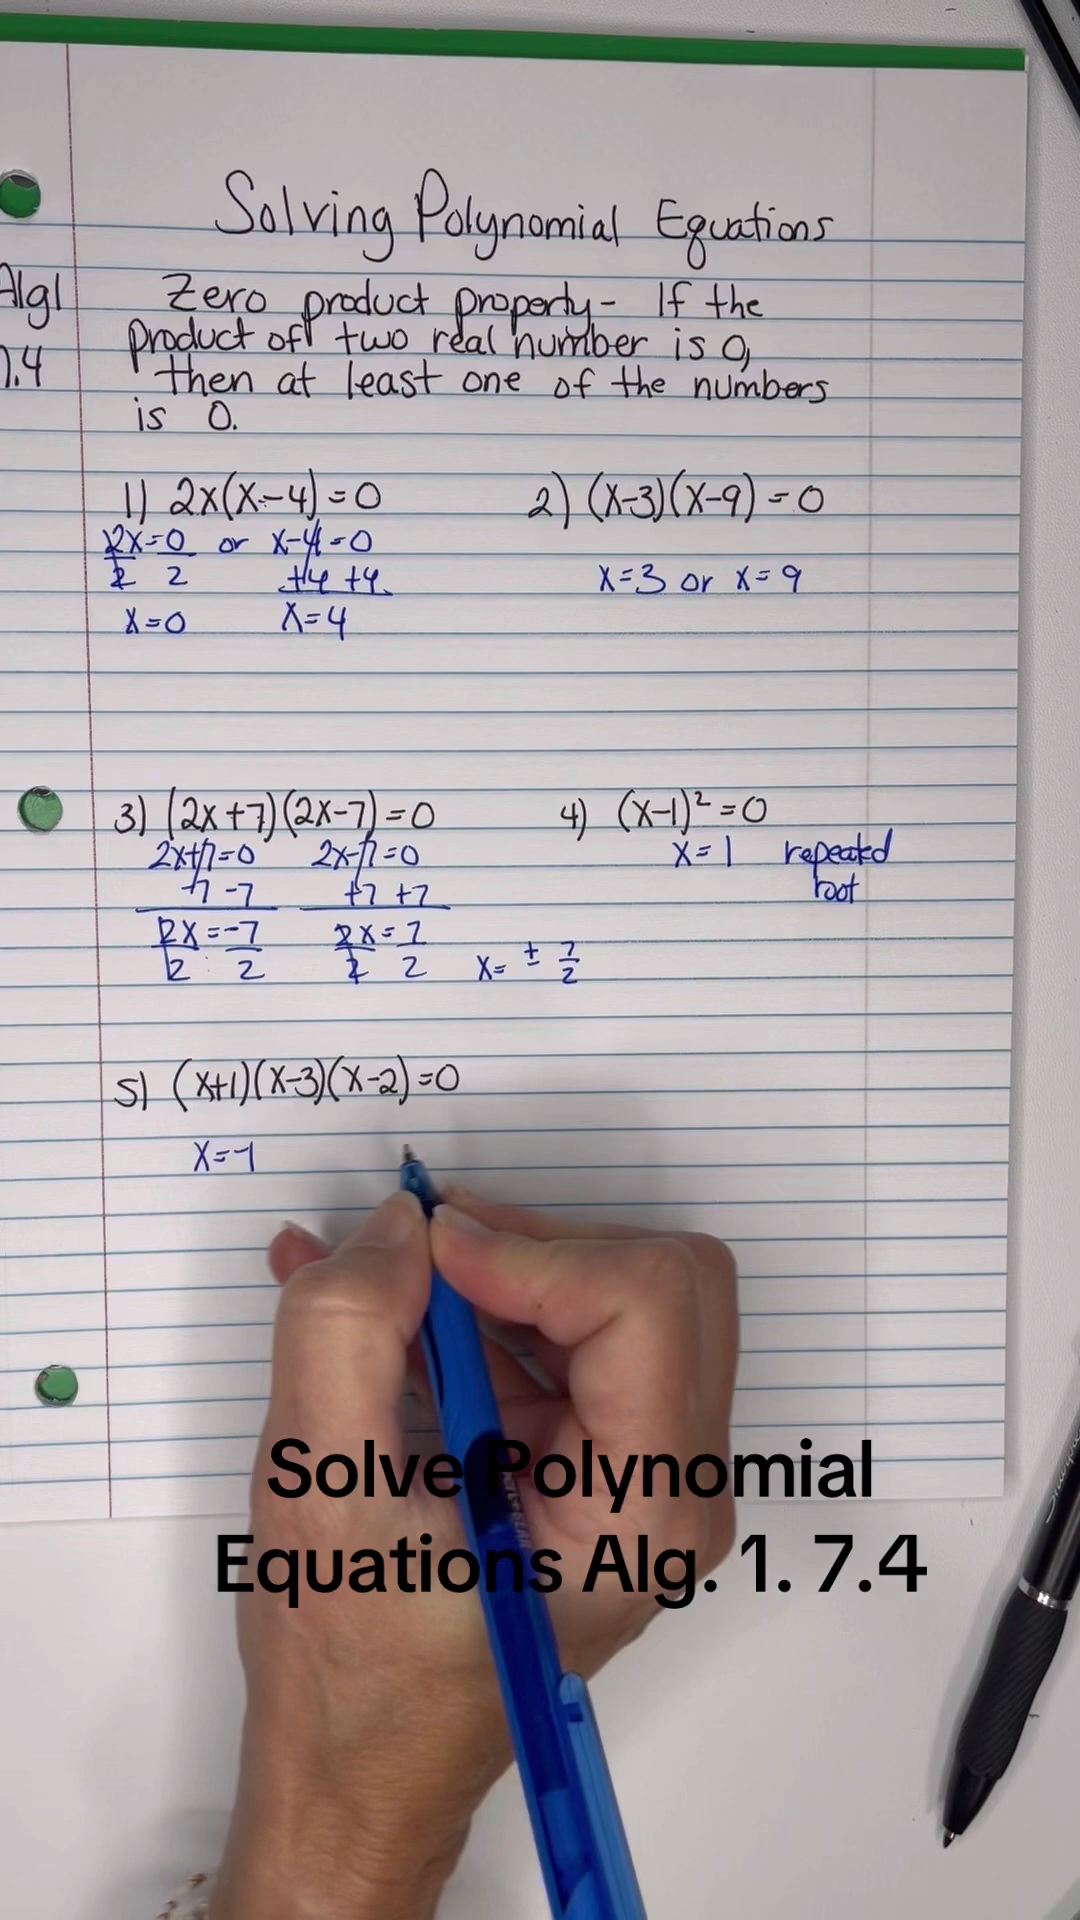 Solving Polynomial Equations
Alg1
7.4
Zero product property- If the
product of two real number is 0,
then at least one of the numbers
is 0.
1) 2x(x-4)=0
2x=0 or x-4=0
2 2 +4 +4
x=0 x=4
2) (x-3)(x-9)=0
x=3 or x=9
3) (2x+7)(2x-7)=0
2x+7=0 2x-7=0
-7 -7 +7 +7
2x=-7 2x=7
2 2 2 2 x= ± 7/2
4) (x-1)²=0
x=1 repeated
root
5) (x+1)(x-3)(x-2)=0
x=-1
Solve Polynomial
Equations Alg. 1. 7.4